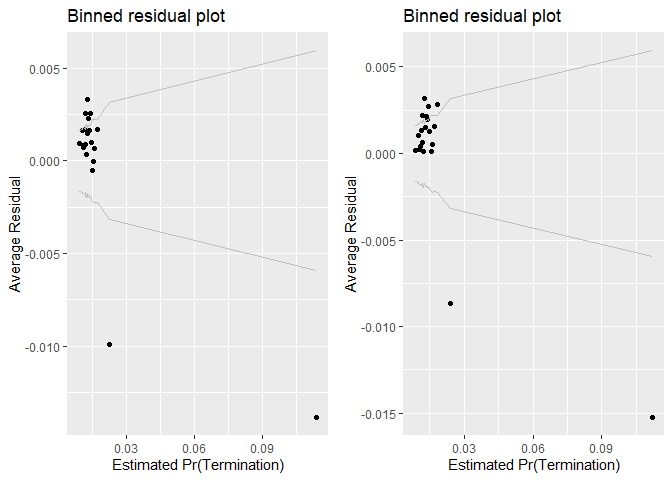 Binned residual plot
0.005
0.000
-0.005
-0.010
Average Residual
0.03
0.06
0.09
Estimated Pr(Termination)
Binned residual plot
0.005
0.000
-0.005
-0.010
-0.015
Average Residual
0.03
0.06
0.09
Estimated Pr(Termination)